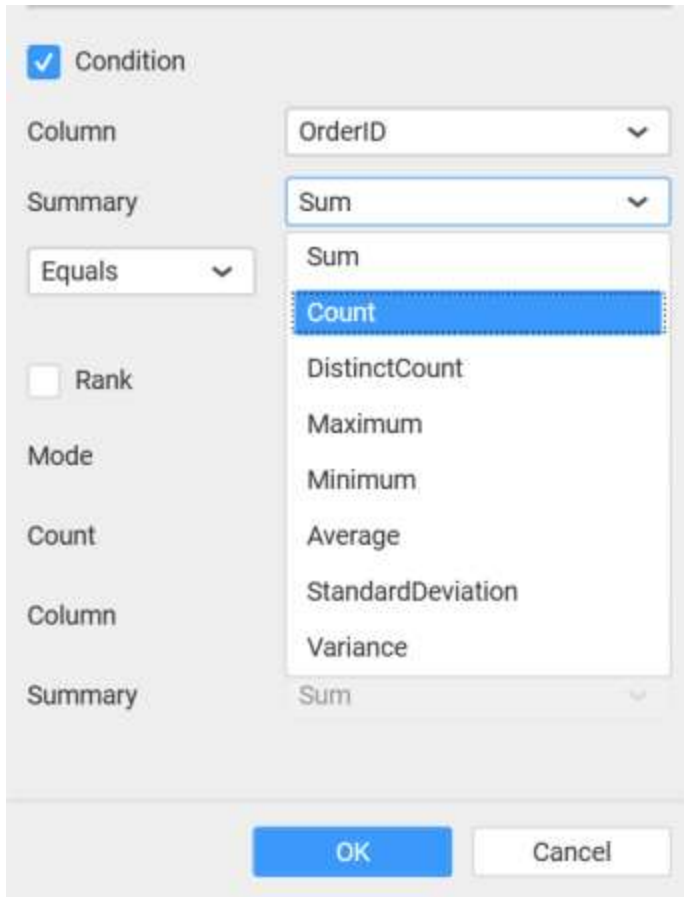 Condition
Column OrderID
Summary Sum
Equals Sum
Count
DistinctCount
Rank
Maximum
Mode
Minimum
Count Average
StandardDeviation
Column
Variance
Summary Sum
OK Cancel